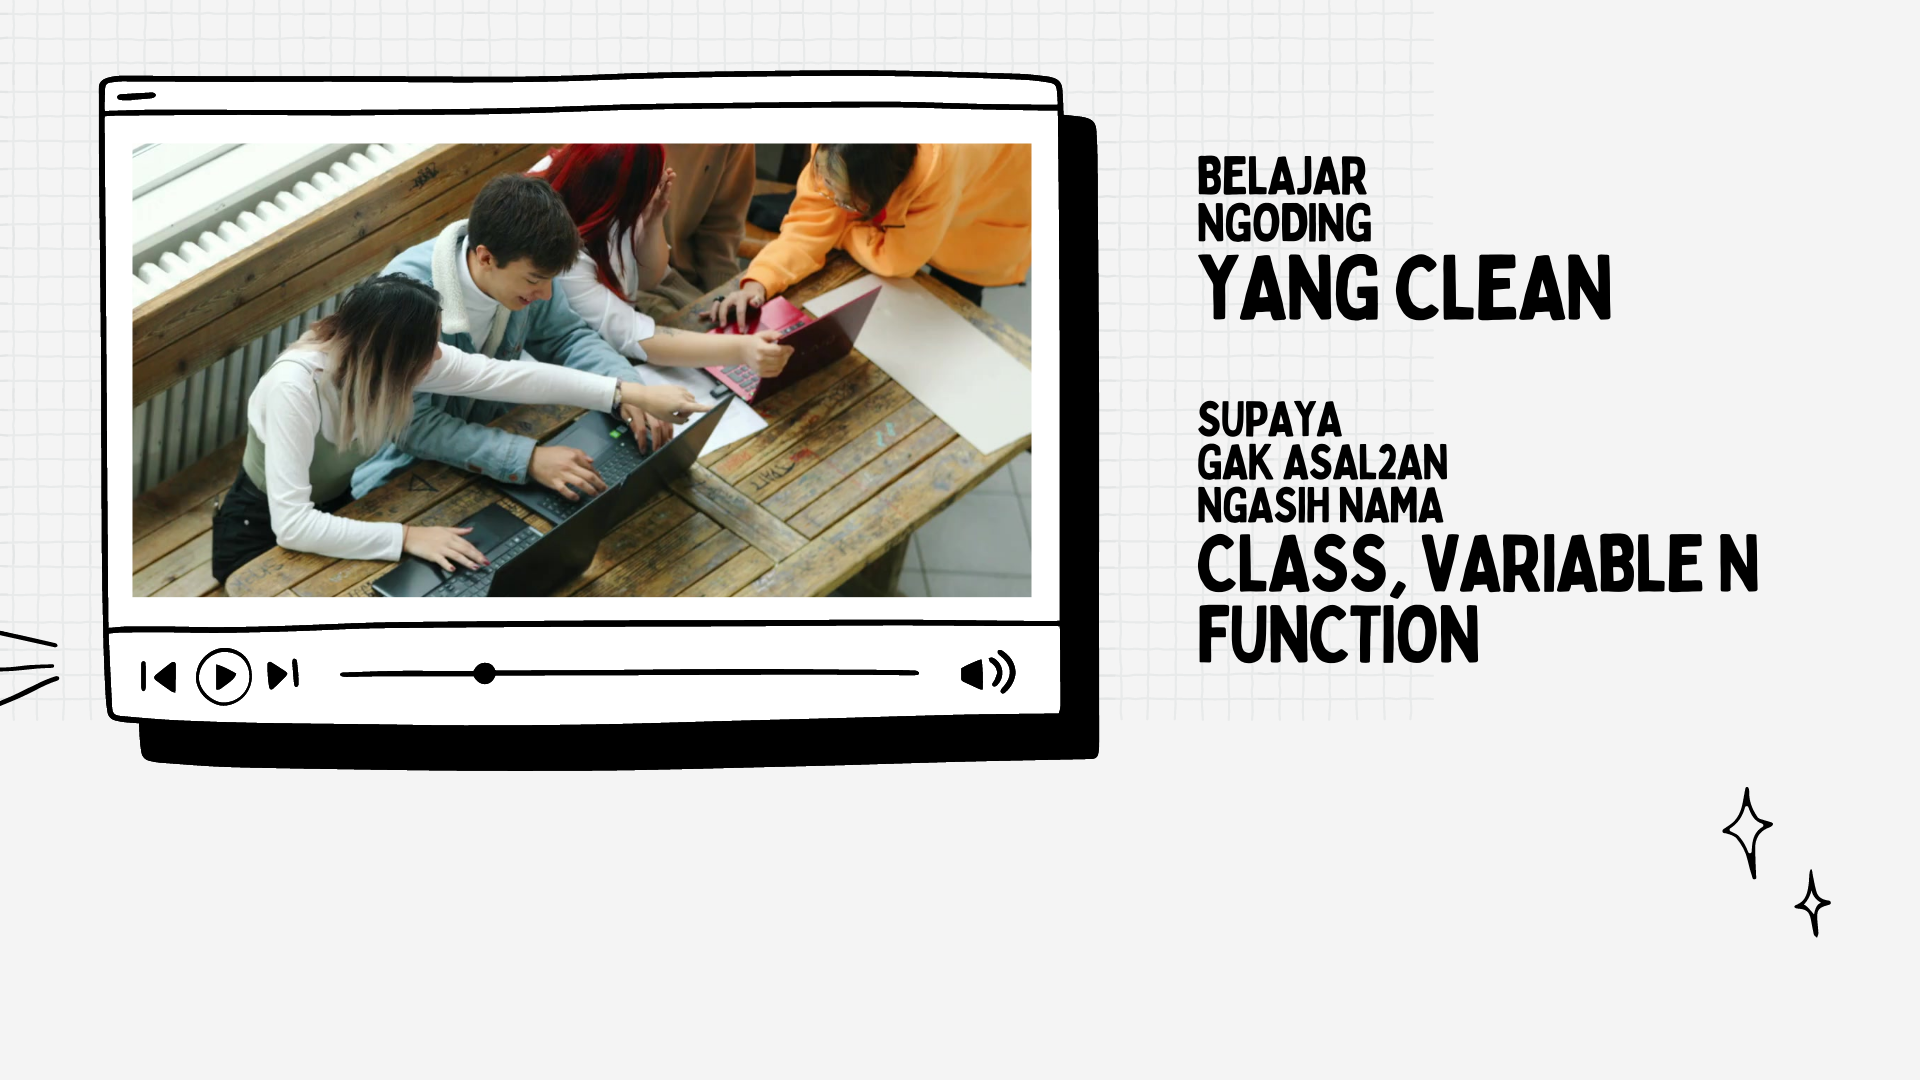 BELAJAR
NGODING
YANG CLEAN
SUPAYA
GAK ASAL2AN
NGASIH NAMA
CLASS, VARIABLE N
FUNCTION